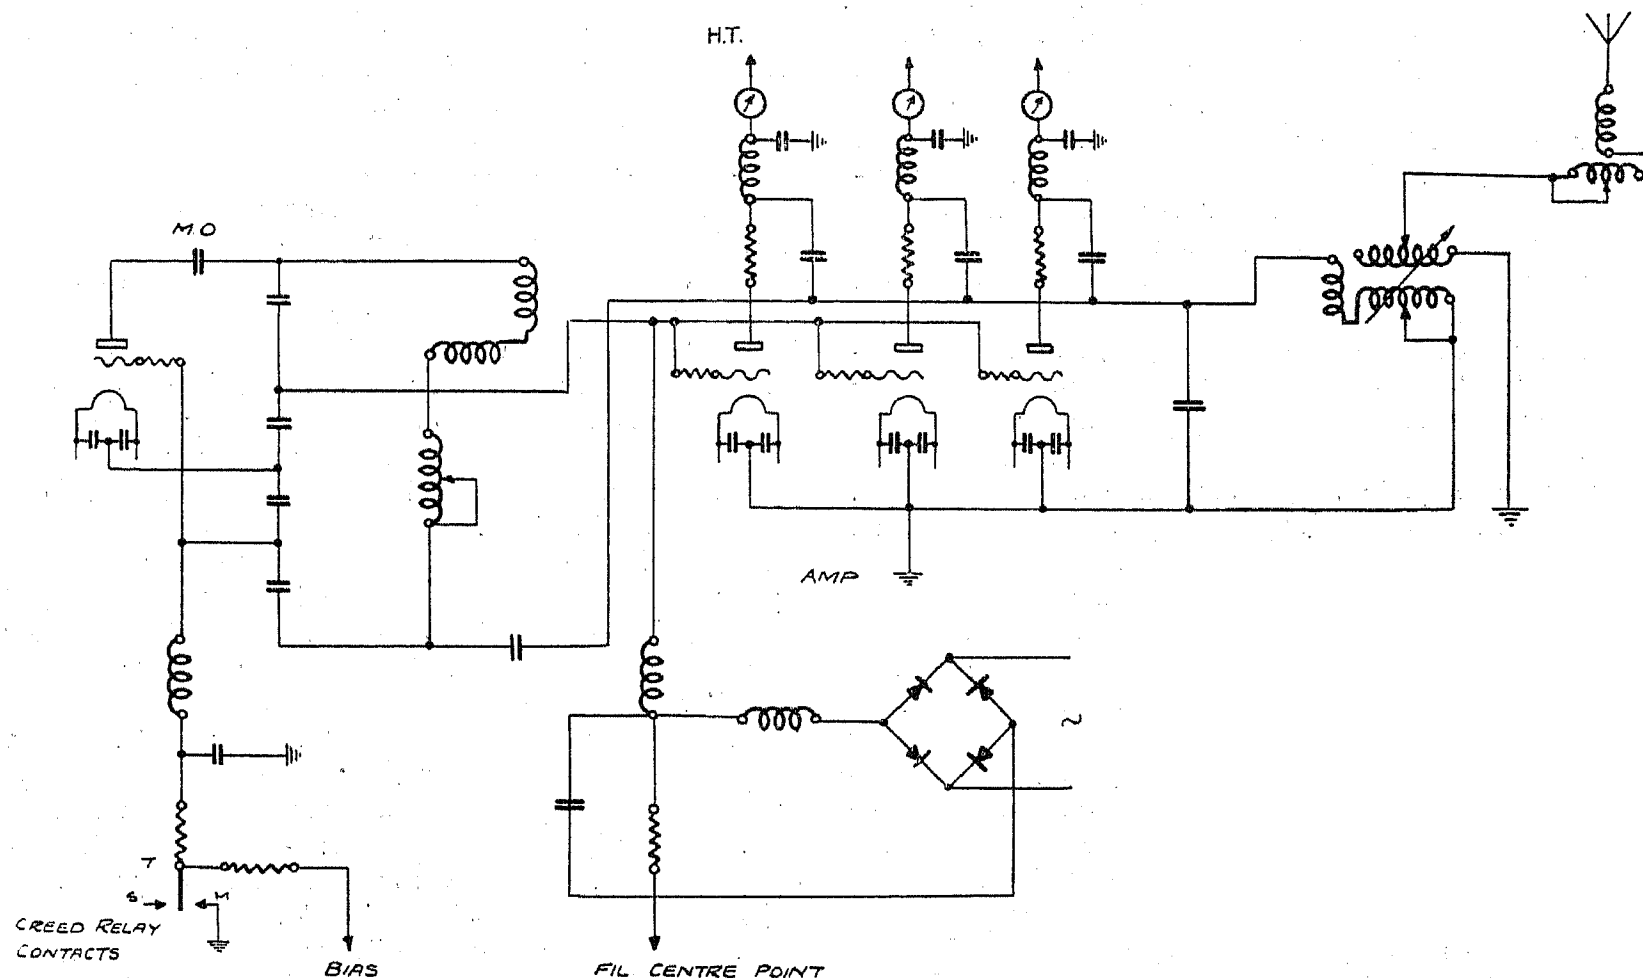 H.T.
M.O
AMP
~
T
S M
CREED RELAY
CONTACTS
BIAS
FIL CENTRE POINT